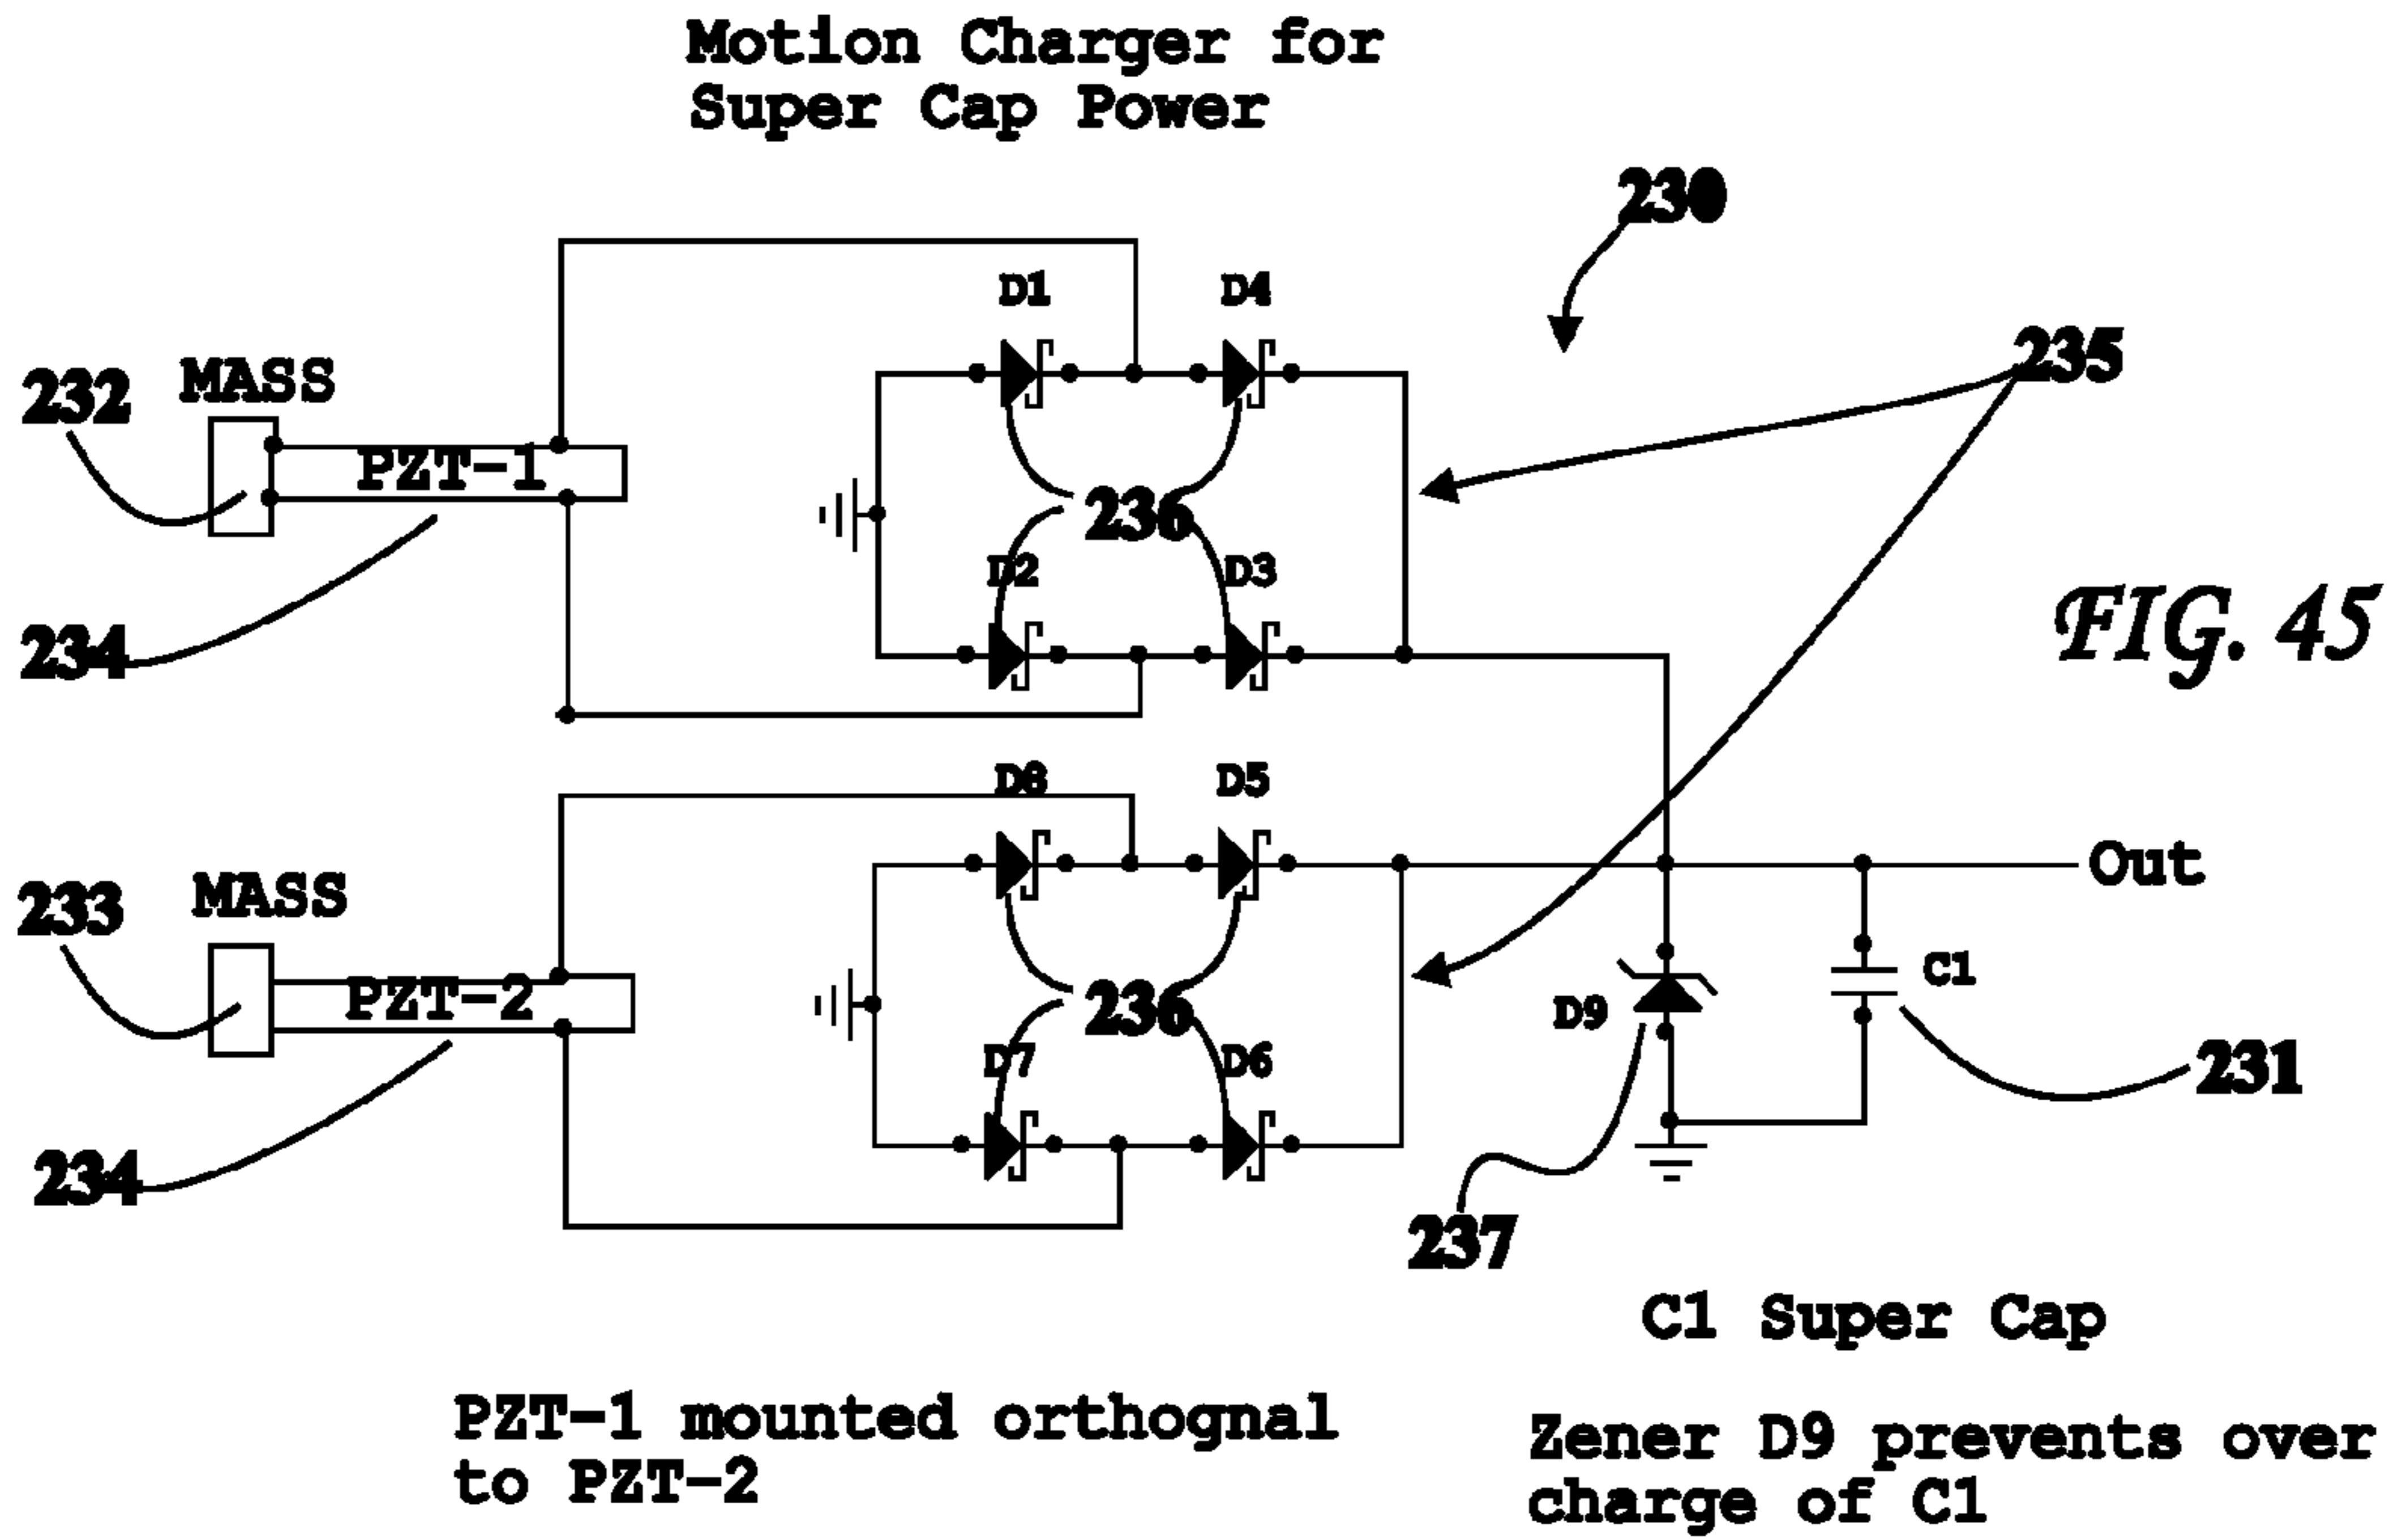 Motion Charger for
Super Cap Power
230
D1
D4
235
232
MASS
PZT-1
236
D2
D3
FIG. 45
234
D8
D5
Out
233
MASS
PZT-2
236
D9
C1
D7
D6
231
234
237
C1 Super Cap
PZT-1 mounted orthognal
to PZT-2
Zener D9 prevents over
charge of C1